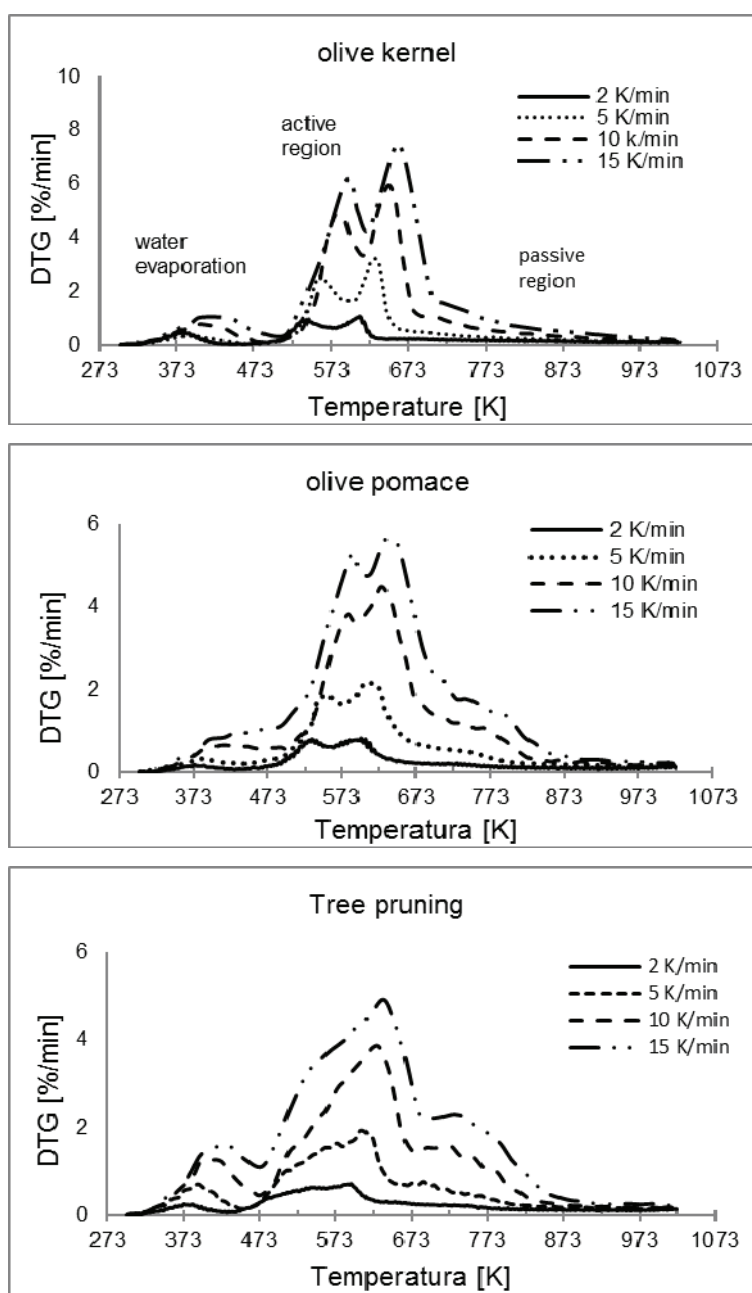 olive kernel
10
8
6
4
2
0
DTG [%/min]
2 K/min
5 K/min
10 k/min
15 K/min
active
region
water
evaporation
passive
region
273 373 473 573 673 773 873 973 1073
Temperature [K]
olive pomace
6
4
2
0
DTG [%/min]
2 K/min
5 K/min
10 K/min
15 K/min
273 373 473 573 673 773 873 973 1073
Temperatura [K]
Tree pruning
6
4
2
0
DTG [%/min]
2 K/min
5 K/min
10 K/min
15 K/min
273 373 473 573 673 773 873 973 1073
Temperatura [K]